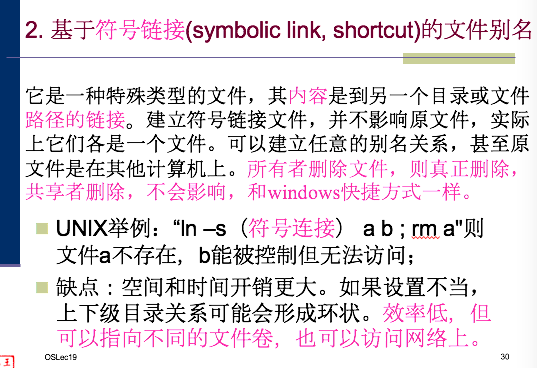 2. 基于符号链接(symbolic link, shortcut)的文件别名
它是一种特殊类型的文件，其内容是到另一个目录或文件
路径的链接。建立符号链接文件，并不影响原文件，实际
上它们各是一个文件。可以建立任意的别名关系，甚至原
文件是在其他计算机上。所有者删除文件，则真正删除，
共享者删除，不会影响，和windows快捷方式一样。
UNIX举例：“ln –s（符号连接） a b ; rm a"则
文件a不存在，b能被控制但无法访问；
缺点：空间和时间开销更大。如果设置不当，
上下级目录关系可能会形成环状。效率低，但
可以指向不同的文件卷，也可以访问网络上。
王
OSLec19
30